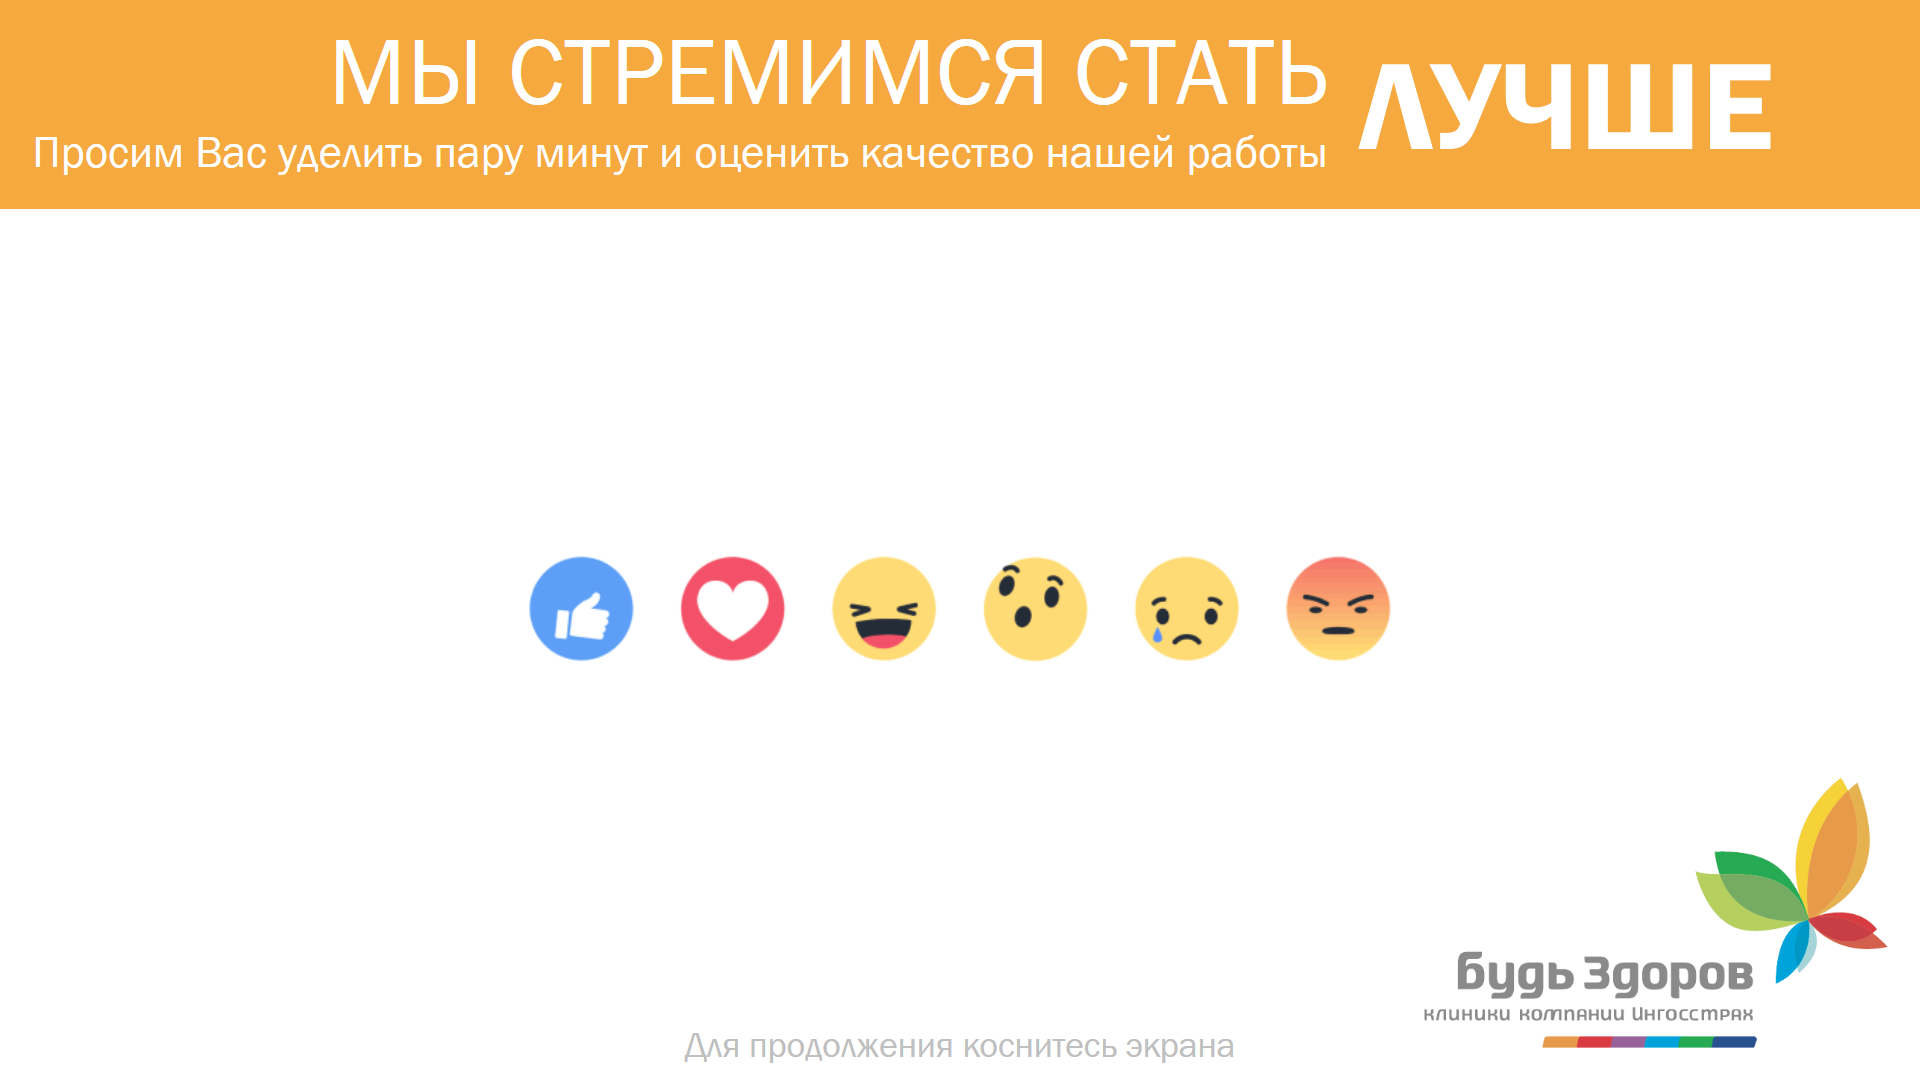 МЫ СТРЕМИМСЯ СТАТЬ ЛУЧШЕ
Просим Вас уделить пару минут и оценить качество нашей работы
будь Здоров
клиники компании Ингосстрах
Для продолжения коснитесь экрана